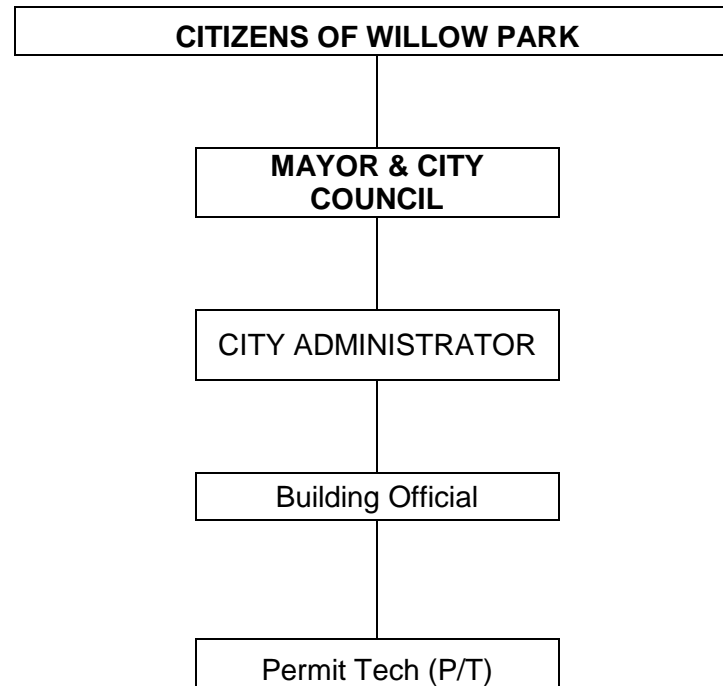 CITIZENS OF WILLOW PARK
MAYOR & CITY
COUNCIL
CITY ADMINISTRATOR
Building Official
Permit Tech (P/T)